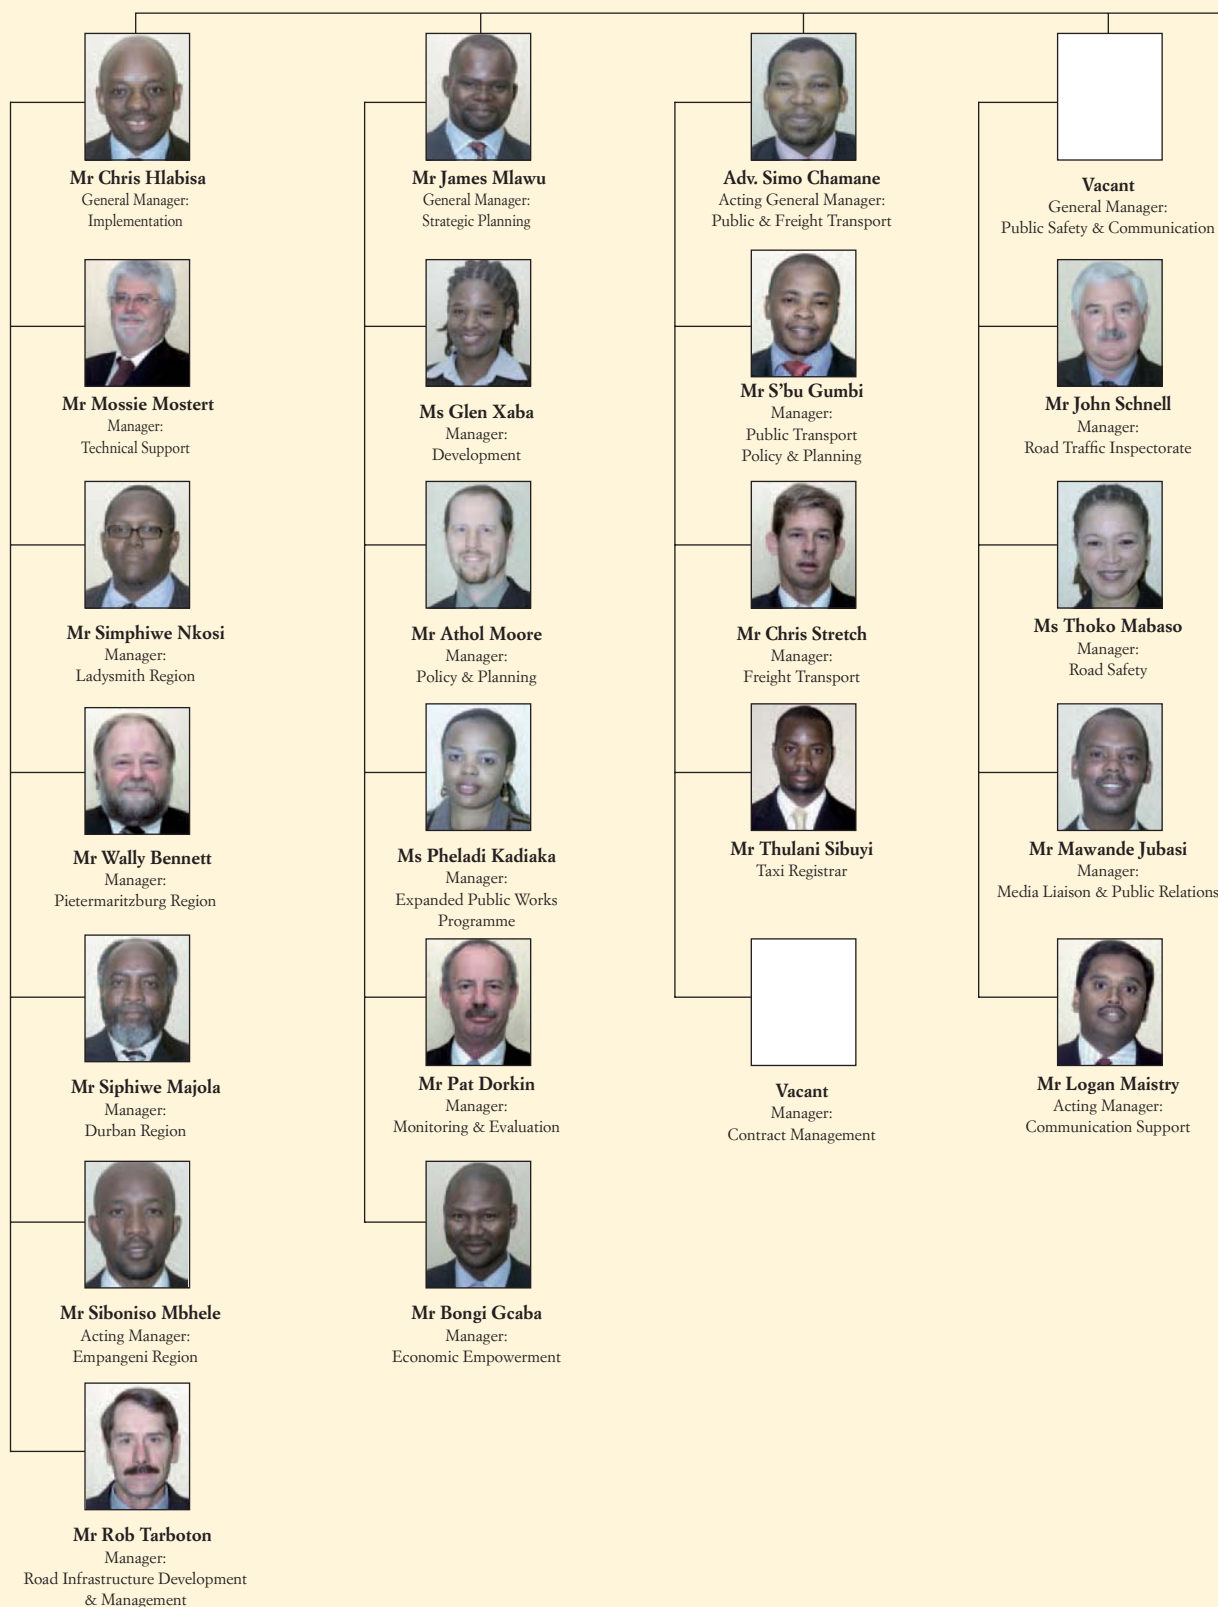 Mr Chris Hlabisa
General Manager:
Implementation
Mr Mossie Mostert
Manager:
Technical Support
Mr Simphiwe Nkosi
Manager:
Ladysmith Region
Mr Wally Bennett
Manager:
Pietermaritzburg Region
Mr Siphiwe Majola
Manager:
Durban Region
Mr Siboniso Mbhele
Acting Manager:
Empangeni Region
Mr Rob Tarboton
Manager:
Road Infrastructure Development
& Management
Mr James Mlawu
General Manager:
Strategic Planning
Ms Glen Xaba
Manager:
Development
Mr Athol Moore
Manager:
Policy & Planning
Ms Pheladi Kadiaka
Manager:
Expanded Public Works
Programme
Mr Pat Dorkin
Manager:
Monitoring & Evaluation
Mr Bongi Gcaba
Manager:
Economic Empowerment
Adv. Simo Chamane
Acting General Manager:
Public & Freight Transport
Mr S'bu Gumbi
Manager:
Public Transport
Policy & Planning
Mr Chris Stretch
Manager:
Freight Transport
Mr Thulani Sibuyi
Taxi Registrar
Vacant
Manager:
Contract Management
Vacant
General Manager:
Public Safety & Communication
Mr John Schnell
Manager:
Road Traffic Inspectorate
Ms Thoko Mabaso
Manager:
Road Safety
Mr Mawande Jubasi
Manager:
Media Liaison & Public Relations
Mr Logan Maistry
Acting Manager:
Communication Support